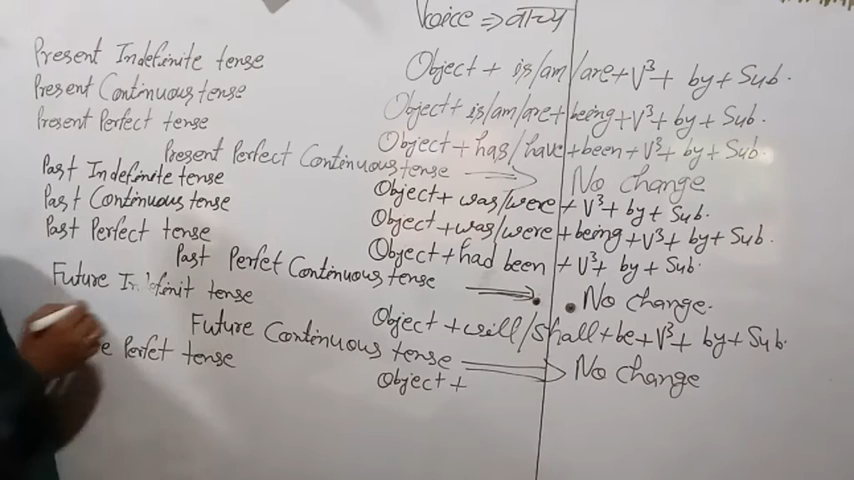 Voice ⇒ वाच्य
Present Indefinite tense Object + is/am/are + V³ + by + Sub.
Present Continuous tense Object + is/am/are + being + V³ + by + Sub.
Present Perfect tense Object + has/have + been + V³ + by + Sub.
Present Perfect Continuous tense ⇒ No change
Past Indefinite tense Object + was/were + V³ + by + Sub.
Past Continuous tense Object + was/were + being + V³ + by + Sub.
Past Perfect tense Object + had been + V³ + by + Sub.
Past Perfet Continuous tense ⇒ No change.
Future Indefinit tense Object + will/shall + be + V³ + by + Sub.
Future Continuous tense ⇒ No change
Perfet tense Object +